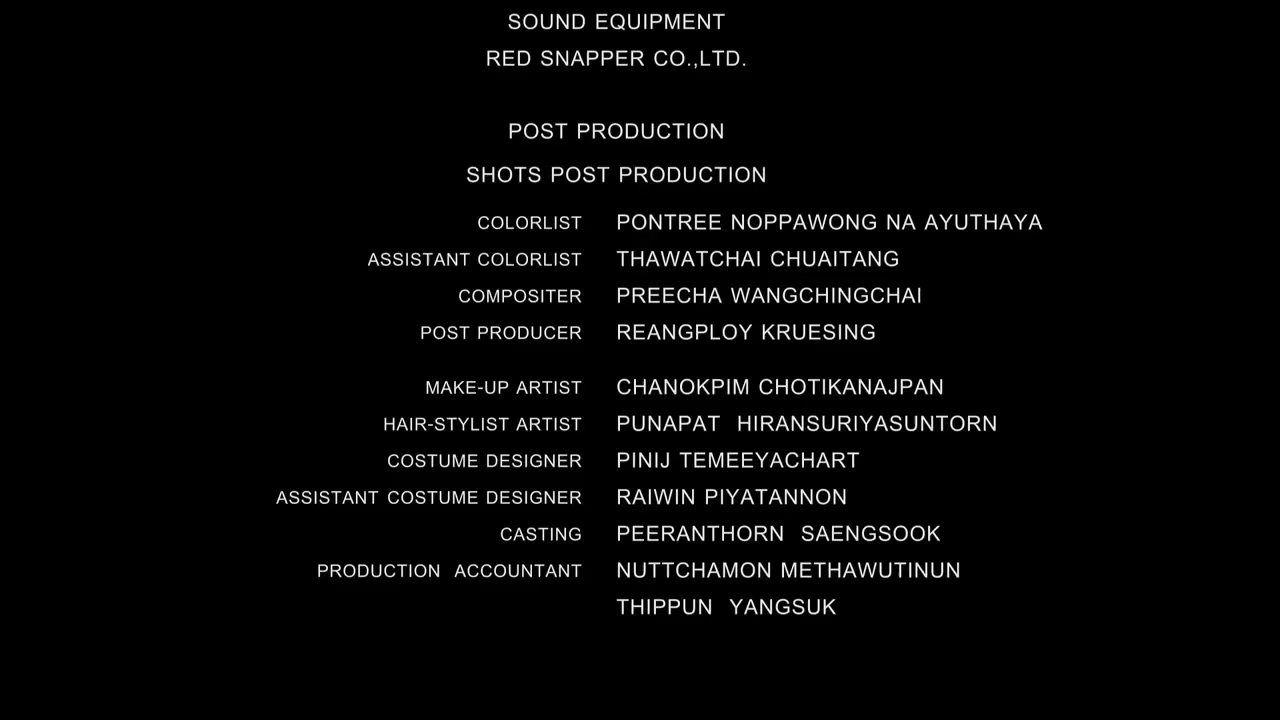 SOUND EQUIPMENT
RED SNAPPER CO.,LTD.
POST PRODUCTION
SHOTS POST PRODUCTION
COLORLIST PONTREE NOPPAWONG NA AYUTHAYA
ASSISTANT COLORLIST THAWATCHAI CHUAITANG
COMPOSITER PREECHA WANGCHINGCHAI
POST PRODUCER REANGPLOY KRUESING
MAKE-UP ARTIST CHANOKPIM CHOTIKANAJPAN
HAIR-STYLIST ARTIST PUNAPAT HIRANSURIYASUNTORN
COSTUME DESIGNER PINIJ TEMEEYACHART
ASSISTANT COSTUME DESIGNER RAIWIN PIYATANNON
CASTING PEERANTHORN SAENGSOOK
PRODUCTION ACCOUNTANT NUTTCHAMON METHAWUTINUN
THIPPUN YANGSUK